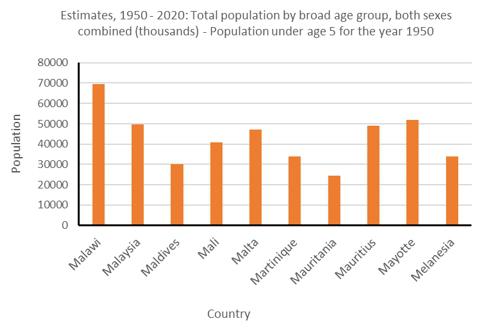 Estimates, 1950 - 2020: Total population by broad age group, both sexes
combined (thousands) - Population under age 5 for the year 1950
Population
80000
70000
60000
50000
40000
30000
20000
10000
0
Malawi
Malaysia
Maldives
Mali
Malta
Martinique
Mauritania
Mauritius
Mayotte
Melanesia
Country